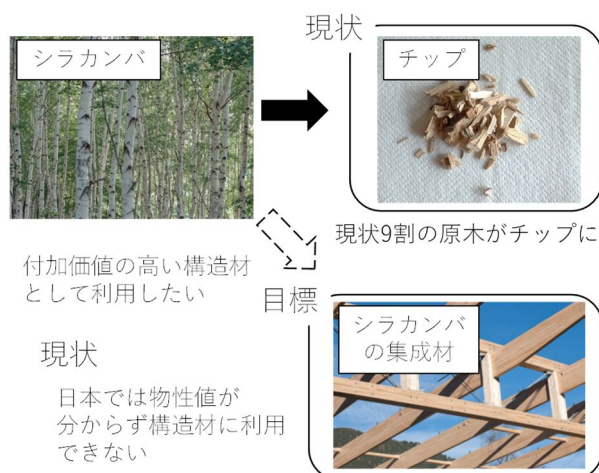 シラカンバ
現状
チップ
現状9割の原木がチップに
付加価値の高い構造材
として利用したい
目標
シラカンバ
の集成材
現状
日本では物性値が
分からず構造材に利用
できない